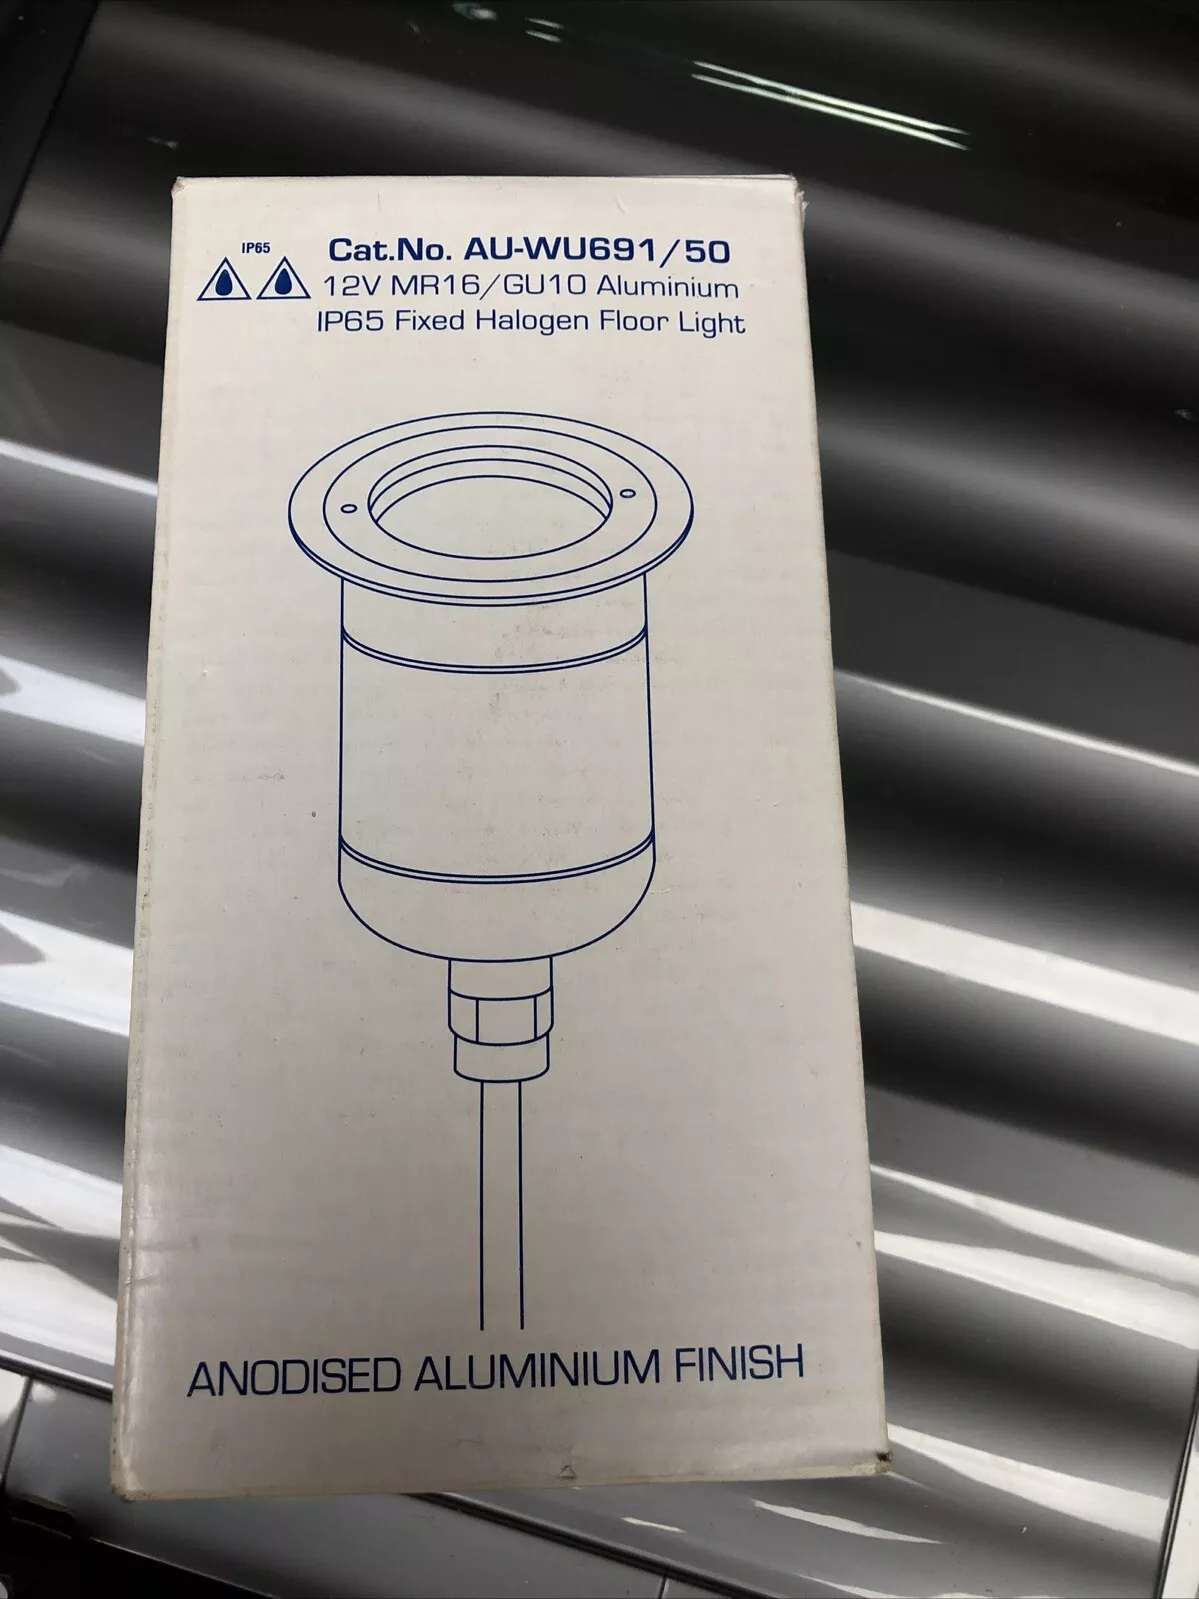 IP65
Cat.No. AU-WU691/50
12V MR16/GU10 Aluminium
IP65 Fixed Halogen Floor Light
ANODISED ALUMINIUM FINISH